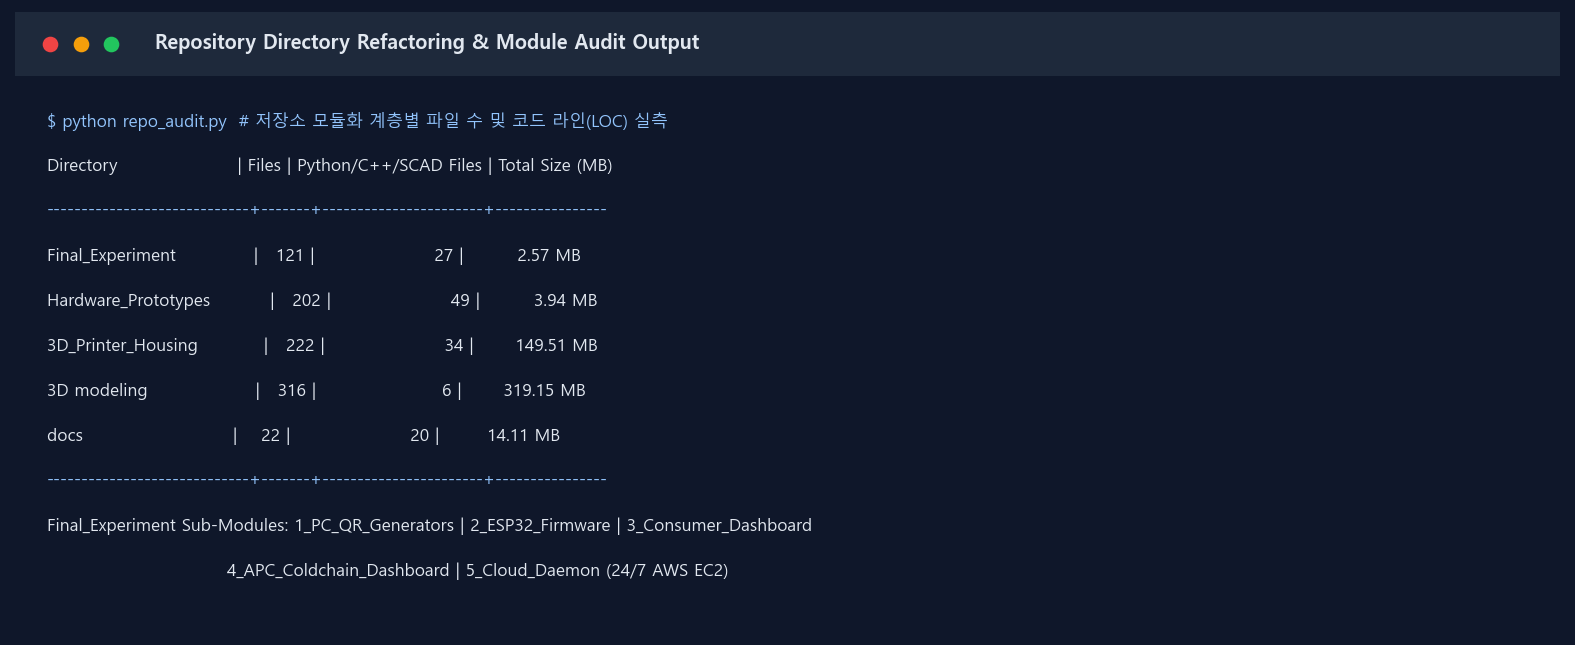 Repository Directory Refactoring & Module Audit Output
$ python repo_audit.py  # 저장소 모듈화 계층별 파일 수 및 코드 라인(LOC) 실측
Directory | Files | Python/C++/SCAD Files | Total Size (MB)
-----------------------------+-------+-----------------------+----------------
Final_Experiment | 121 | 27 | 2.57 MB
Hardware_Prototypes | 202 | 49 | 3.94 MB
3D_Printer_Housing | 222 | 34 | 149.51 MB
3D modeling | 316 | 6 | 319.15 MB
docs | 22 | 20 | 14.11 MB
-----------------------------+-------+-----------------------+----------------
Final_Experiment Sub-Modules: 1_PC_QR_Generators | 2_ESP32_Firmware | 3_Consumer_Dashboard
4_APC_Coldchain_Dashboard | 5_Cloud_Daemon (24/7 AWS EC2)